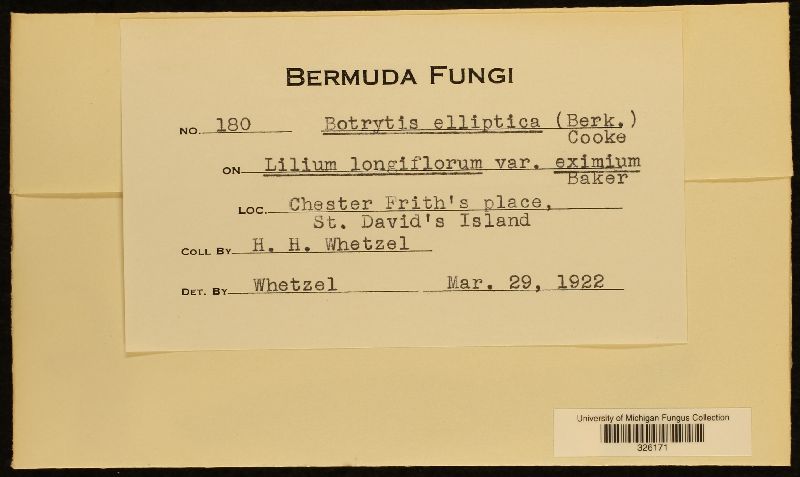 BERMUDA FUNGI
NO. 180 Botrytis elliptica (Berk.)
Cooke
ON Lilium longiflorum var. eximium
Baker
LOC. Chester Frith's place,
St. David's Island
COLL BY H. H. Whetzel
DET. BY Whetzel Mar. 29, 1922
University of Michigan Fungus Collection
326171